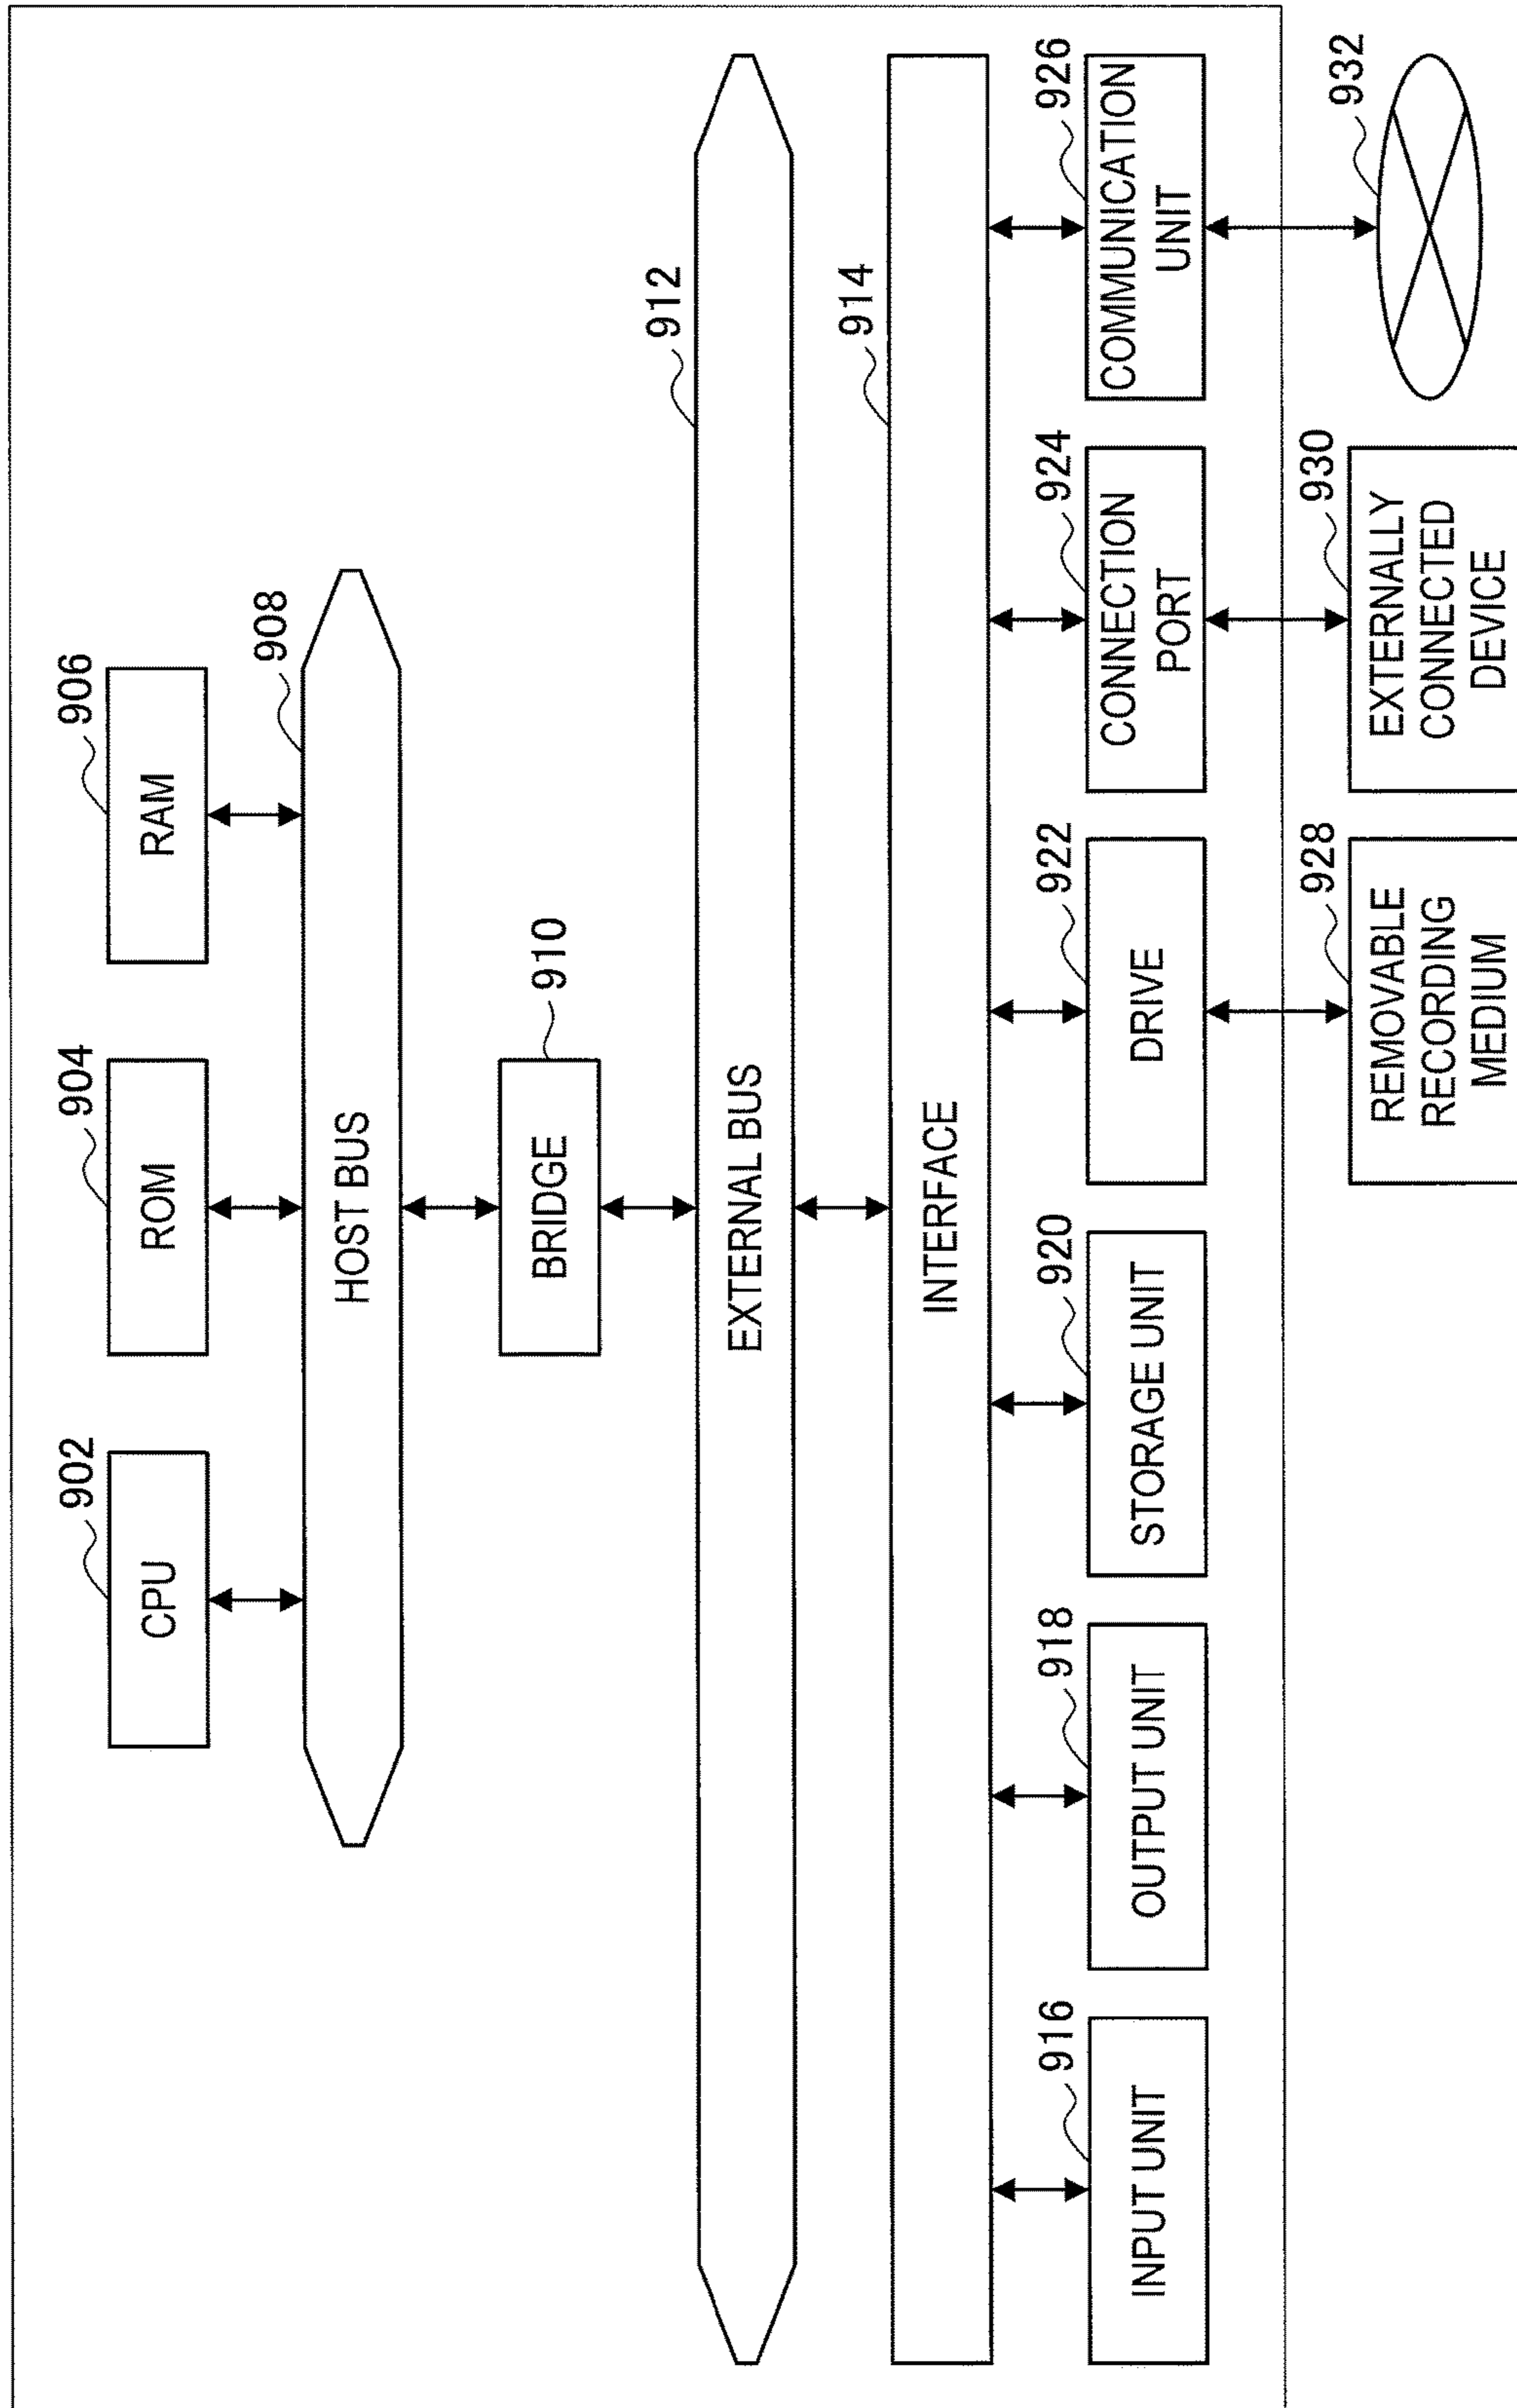 902
CPU
904
ROM
906
RAM
908
HOST BUS
910
BRIDGE
912
EXTERNAL BUS
914
INTERFACE
916
INPUT UNIT
918
OUTPUT UNIT
920
STORAGE UNIT
922
DRIVE
924
CONNECTION
PORT
926
COMMUNICATION
UNIT
928
REMOVABLE
RECORDING
MEDIUM
930
EXTERNALLY
CONNECTED
DEVICE
932